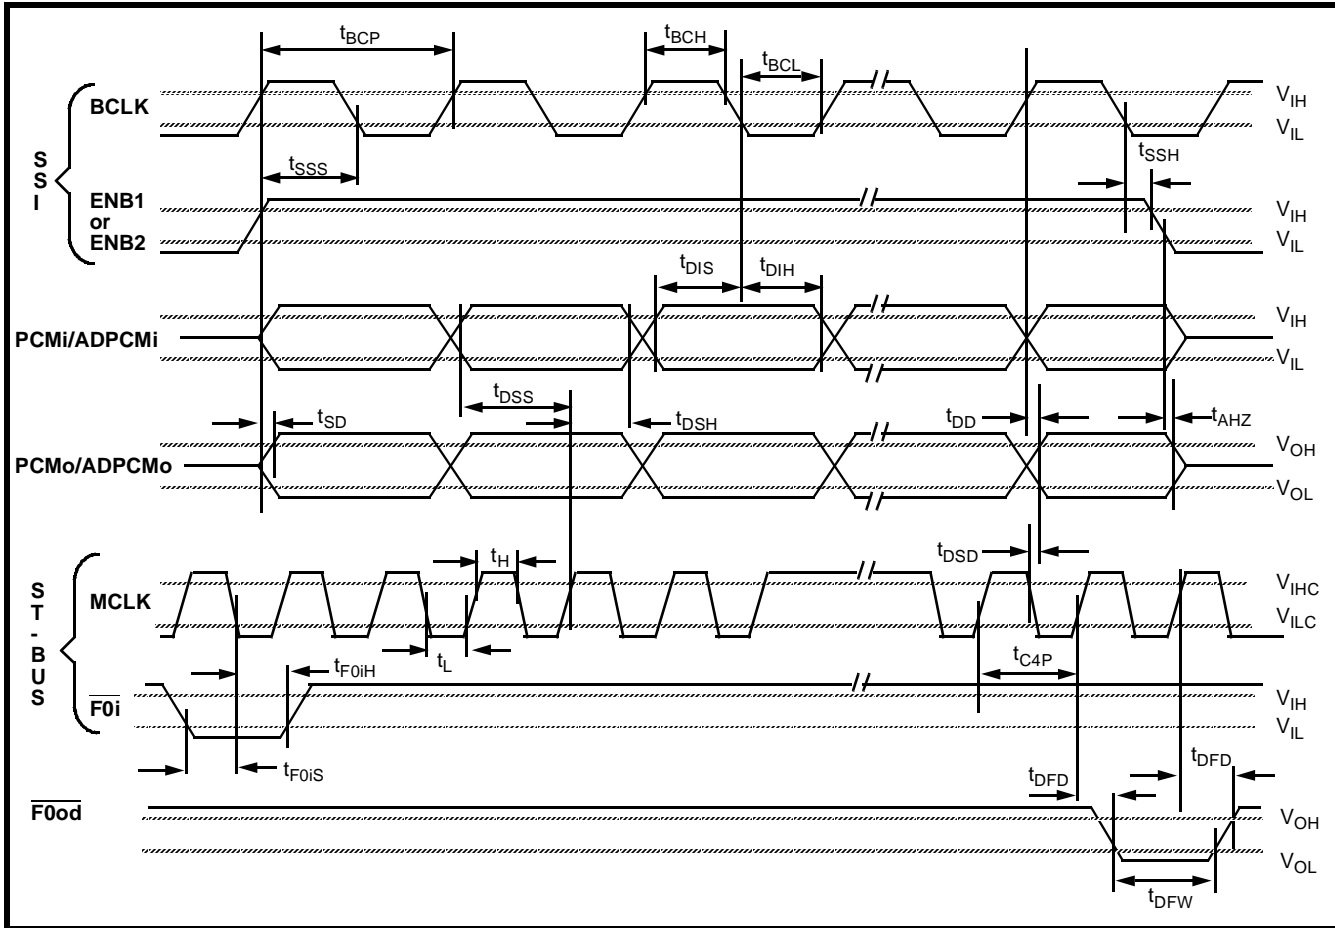 tBCP
tBCH
tBCL
BCLK
VIH
VIL
S
S
I
tSSS
tSSH
ENB1
or
ENB2
VIH
VIL
tDIS
tDIH
PCMi/ADPCMi
VIH
VIL
tDSS
tSD
tDSH
tDD
tAHZ
PCMo/ADPCMo
VOH
VOL
tH
tDSD
S
T
-
B
U
S
MCLK
VIHC
VILC
tL
tF0iH
tC4P
F0i
VIH
VIL
tF0iS
tDFD
tDFD
F0od
VOH
VOL
tDFW